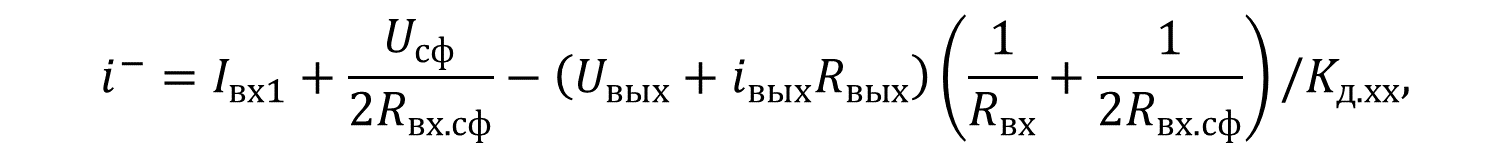 i⁻ = I_вх1 + U_сф / 2R_вх.сф − (U_вых + i_вых R_вых) (1 / R_вх + 1 / 2R_вх.сф) / K_д.хх,